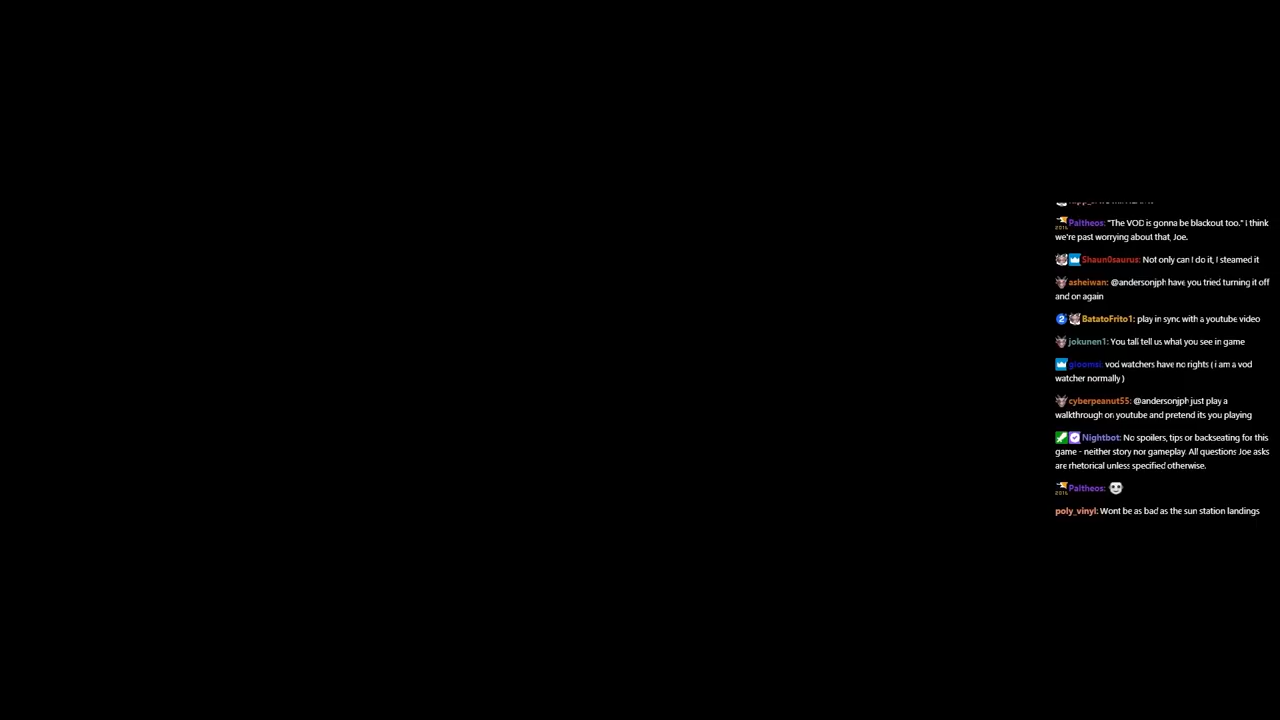 Paltheos: "The VOD is gonna be blackout too." I think
we're past worrying about that, Joe.
Shaun0saurus: Not only can I do it, I steamed it
asheiwan: @andersonjph have you tried turning it off
and on again
BatatoFrito1: play in sync with a youtube video
jokunen1: You tall tell us what you see in game
gloomsi: vod watchers have no rights ( i am a vod
watcher normally )
cyberpeanut55: @andersonjph just play a
walkthrough on youtube and pretend its you playing
Nightbot: No spoilers, tips or backseating for this
game - neither story nor gameplay. All questions Joe asks
are rhetorical unless specified otherwise.
Paltheos:
poly_vinyl: Wont be as bad as the sun station landings